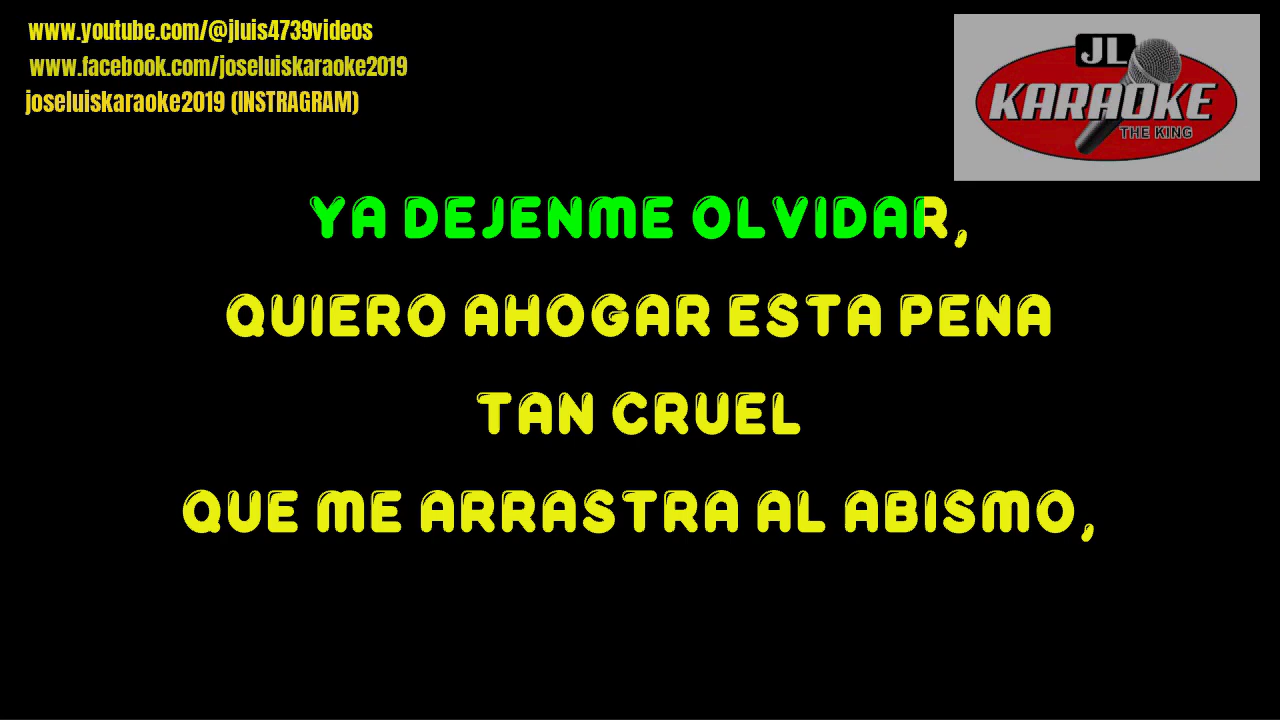 www.youtube.com/@jluis4739videos
www.facebook.com/joseluiskaraoke2019
joseluiskaraoke2019 (INSTRAGRAM)
JL
KARAOKE
THE KING
YA DEJENME OLVIDAR,
QUIERO AHOGAR ESTA PENA
TAN CRUEL
QUE ME ARRASTRA AL ABISMO,